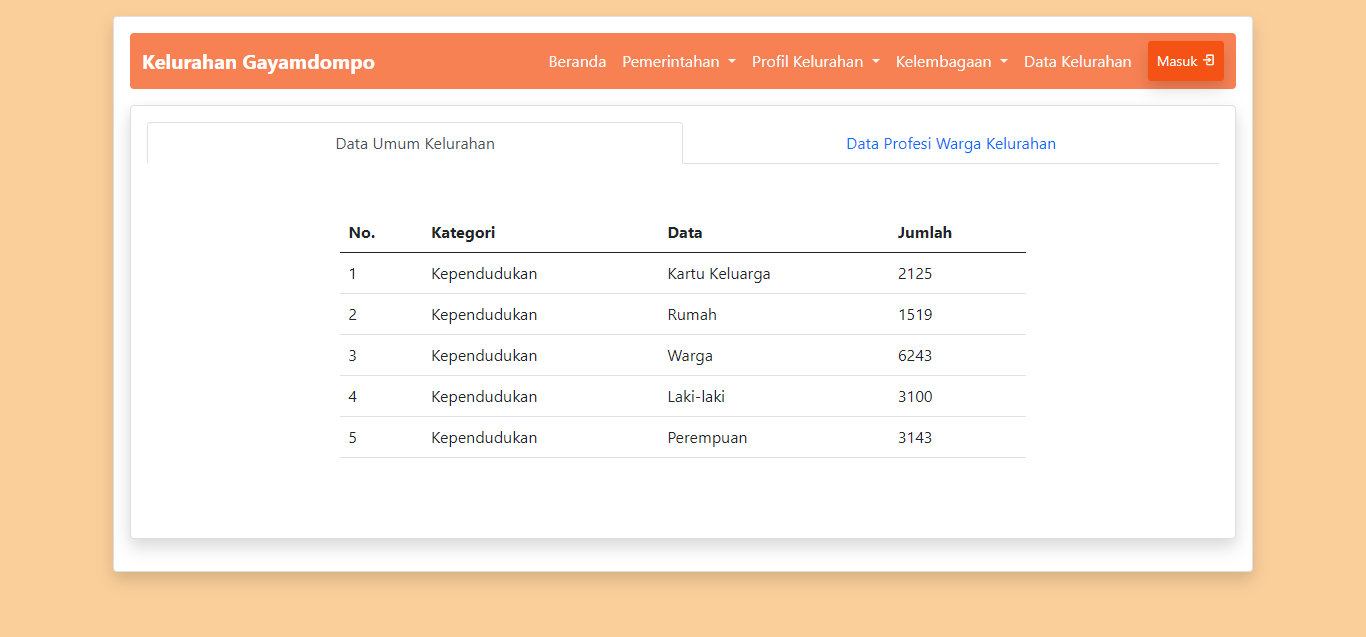 Kelurahan Gayamdompo Beranda Pemerintahan Profil Kelurahan Kelembagaan Data Kelurahan Masuk
Data Umum Kelurahan Data Profesi Warga Kelurahan
No. Kategori Data Jumlah
1 Kependudukan Kartu Keluarga 2125
2 Kependudukan Rumah 1519
3 Kependudukan Warga 6243
4 Kependudukan Laki-laki 3100
5 Kependudukan Perempuan 3143